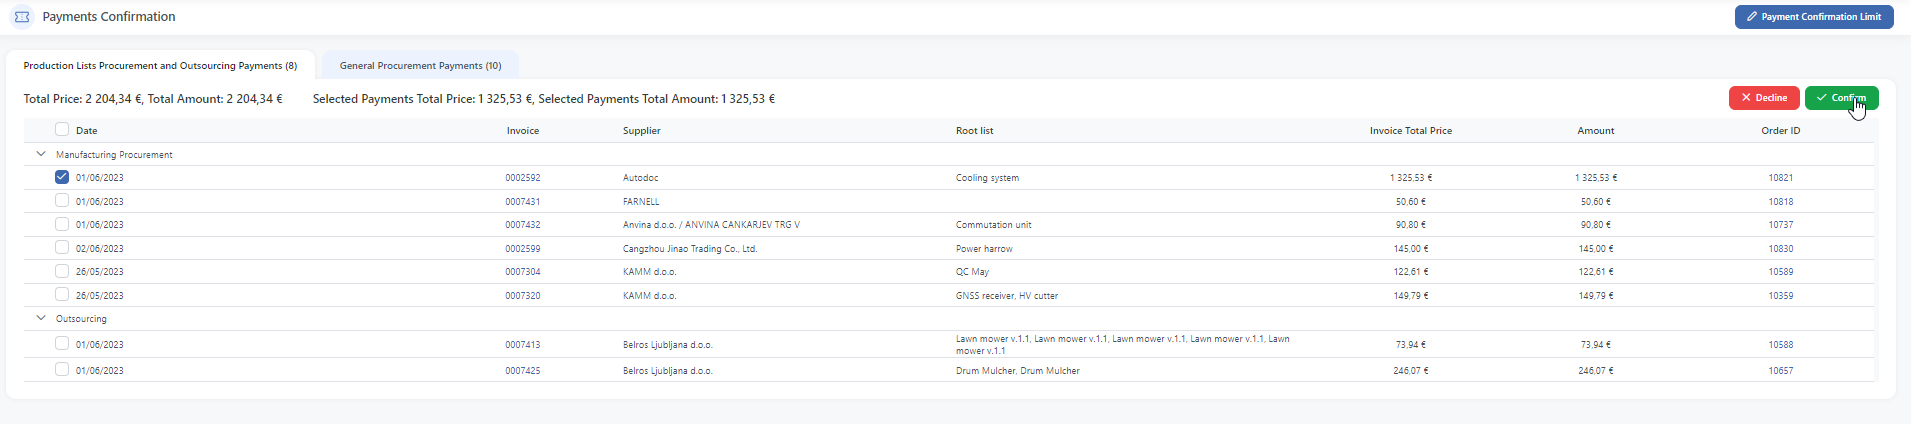 Payments Confirmation
Payment Confirmation Limit
Production Lists Procurement and Outsourcing Payments (8)
General Procurement Payments (10)
Total Price: 2 204,34 €, Total Amount: 2 204,34 €
Selected Payments Total Price: 1 325,53 €, Selected Payments Total Amount: 1 325,53 €
Decline
Confirm
Date Invoice Supplier Root list Invoice Total Price Amount Order ID
Manufacturing Procurement
01/06/2023 0002592 Autodoc Cooling system 1 325,53 € 1 325,53 € 10821
01/06/2023 0007431 FARNELL 50,60 € 50,60 € 10818
01/06/2023 0007432 Anvina d.o.o. / ANVINA CANKARJEV TRG V Commutation unit 90,80 € 90,80 € 10737
02/06/2023 0002599 Cangzhou Jinao Trading Co., Ltd. Power harrow 145,00 € 145,00 € 10830
26/05/2023 0007304 KAMM d.o.o. QC May 122,61 € 122,61 € 10589
26/05/2023 0007320 KAMM d.o.o. GNSS receiver, HV cutter 149,79 € 149,79 € 10359
Outsourcing
01/06/2023 0007413 Belros Ljubljana d.o.o. Lawn mower v.1.1, Lawn mower v.1.1, Lawn mower v.1.1, Lawn mower v.1.1, Lawn
mower v.1.1 73,94 € 73,94 € 10588
01/06/2023 0007425 Belros Ljubljana d.o.o. Drum Mulcher, Drum Mulcher 246,07 € 246,07 € 10657